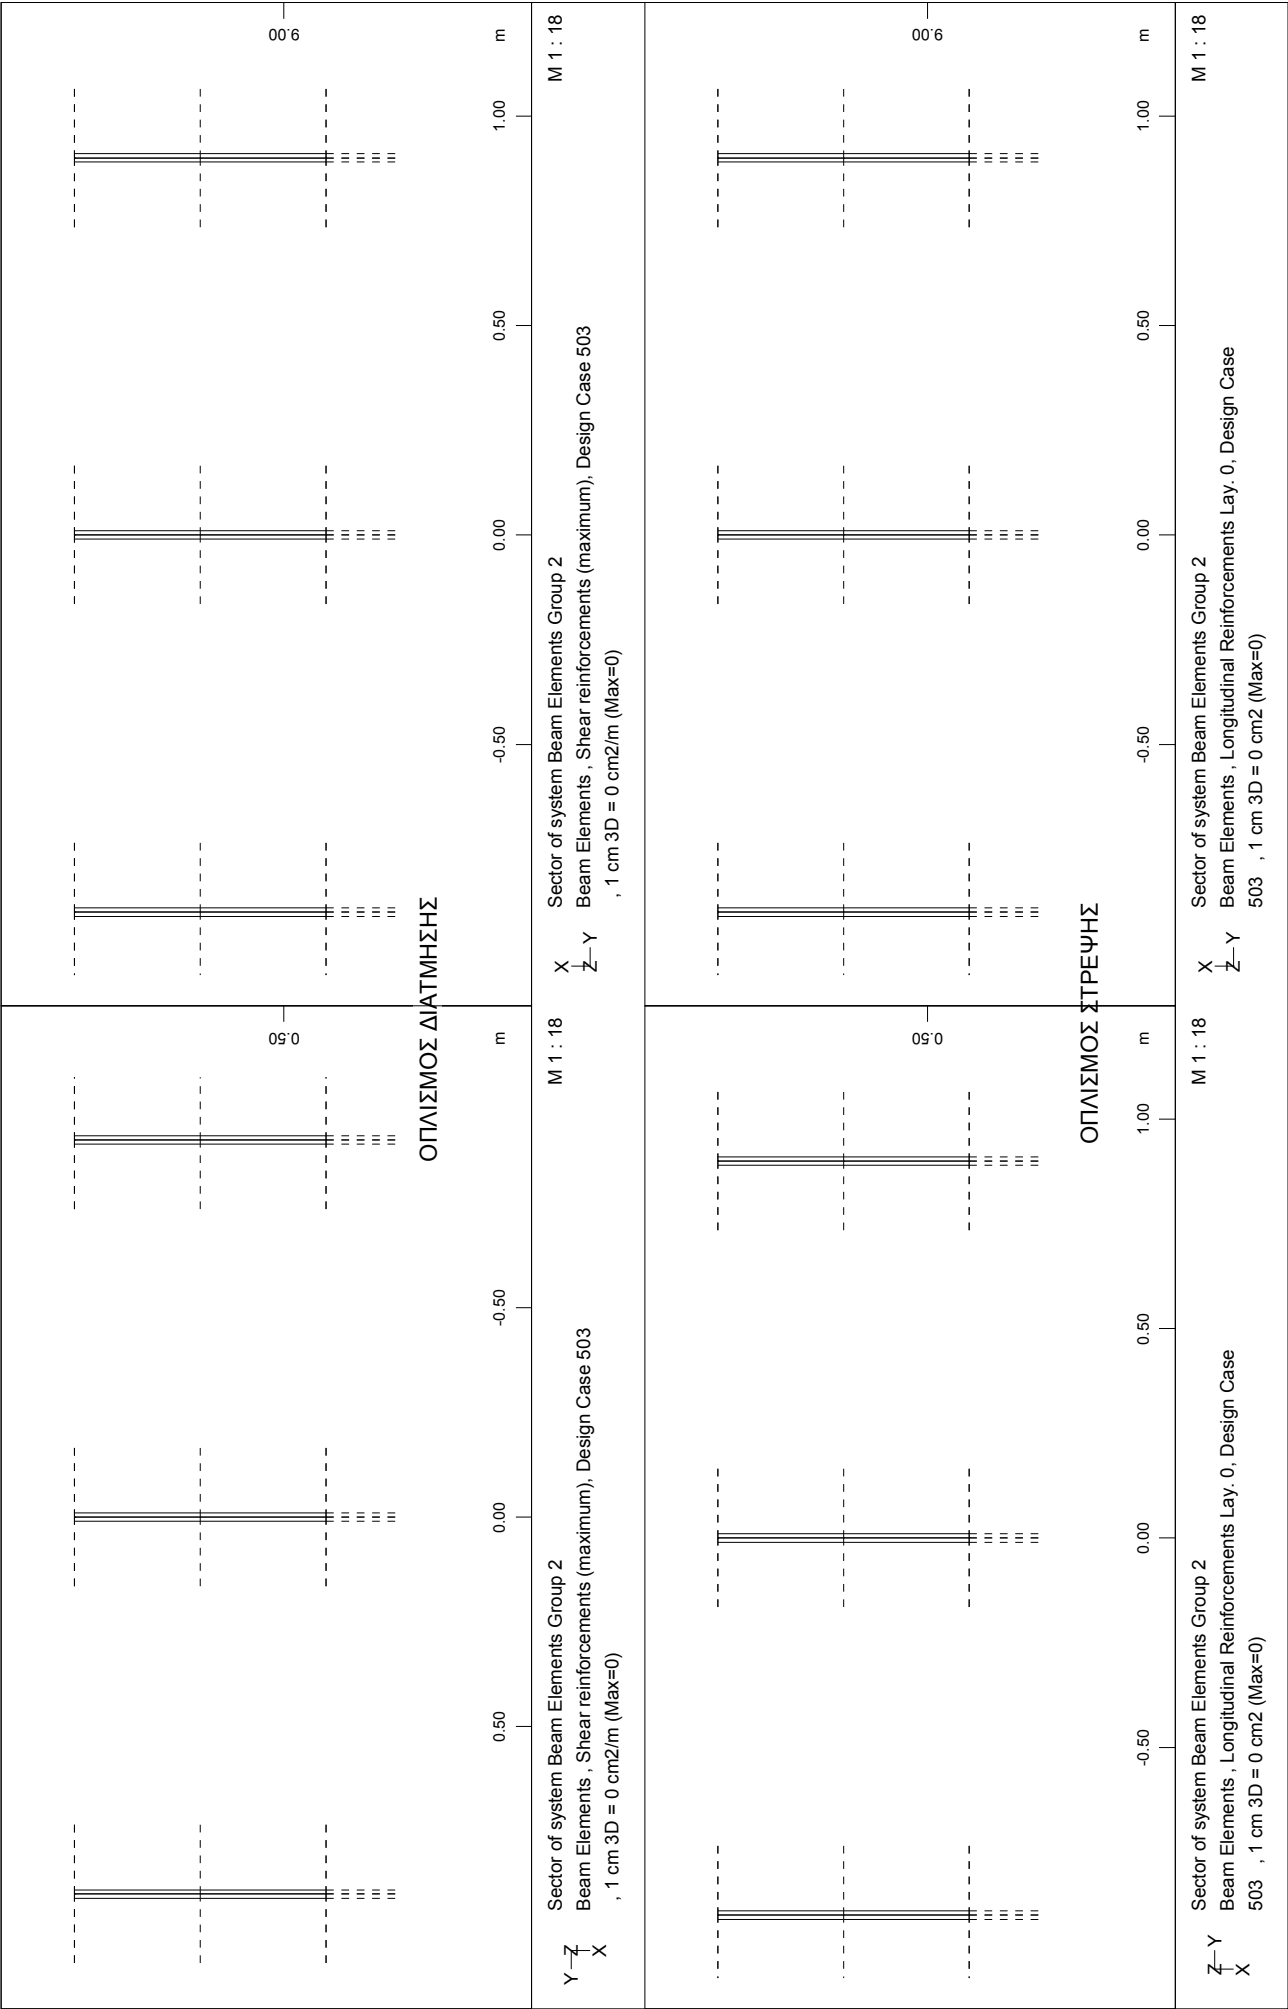 0.50
0.50 0.00 -0.50 m
Y Z X
Sector of system Beam Elements Group 2
M 1 : 18
Beam Elements , Shear reinforcements (maximum), Design Case 503
, 1 cm 3D = 0 cm2/m (Max=0)
9.00
-0.50 0.00 0.50 1.00 m
X
Z Y
Sector of system Beam Elements Group 2
M 1 : 18
Beam Elements , Shear reinforcements (maximum), Design Case 503
, 1 cm 3D = 0 cm2/m (Max=0)
ΟΠΛΙΣΜΟΣ ΔΙΑΤΜΗΣΗΣ
0.50
-0.50 0.00 0.50 1.00 m
Z Y
X
Sector of system Beam Elements Group 2
M 1 : 18
Beam Elements , Longitudinal Reinforcements Lay. 0, Design Case
503 , 1 cm 3D = 0 cm2 (Max=0)
9.00
-0.50 0.00 0.50 1.00 m
X
Z Y
Sector of system Beam Elements Group 2
M 1 : 18
Beam Elements , Longitudinal Reinforcements Lay. 0, Design Case
503 , 1 cm 3D = 0 cm2 (Max=0)
ΟΠΛΙΣΜΟΣ ΣΤΡΕΨΗΣ